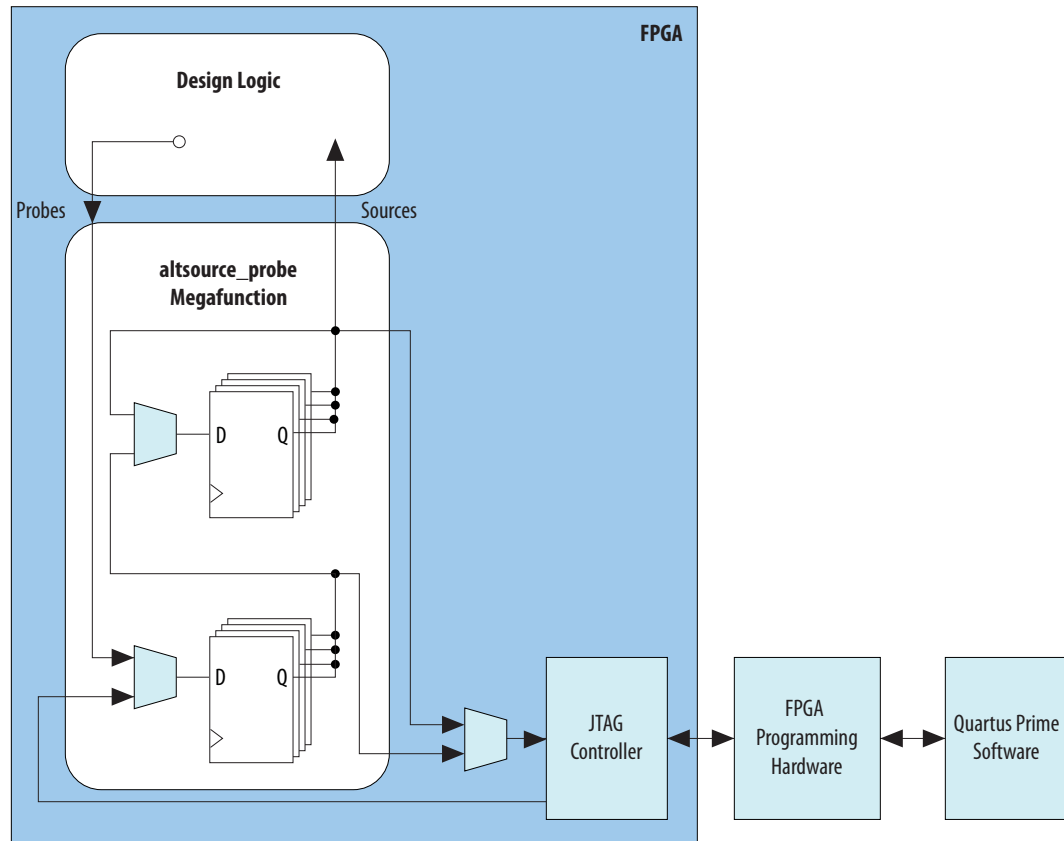 FPGA
Design Logic
Probes
Sources
altsource_probe
Megafunction
D
Q
D
Q
JTAG
Controller
FPGA
Programming
Hardware
Quartus Prime
Software